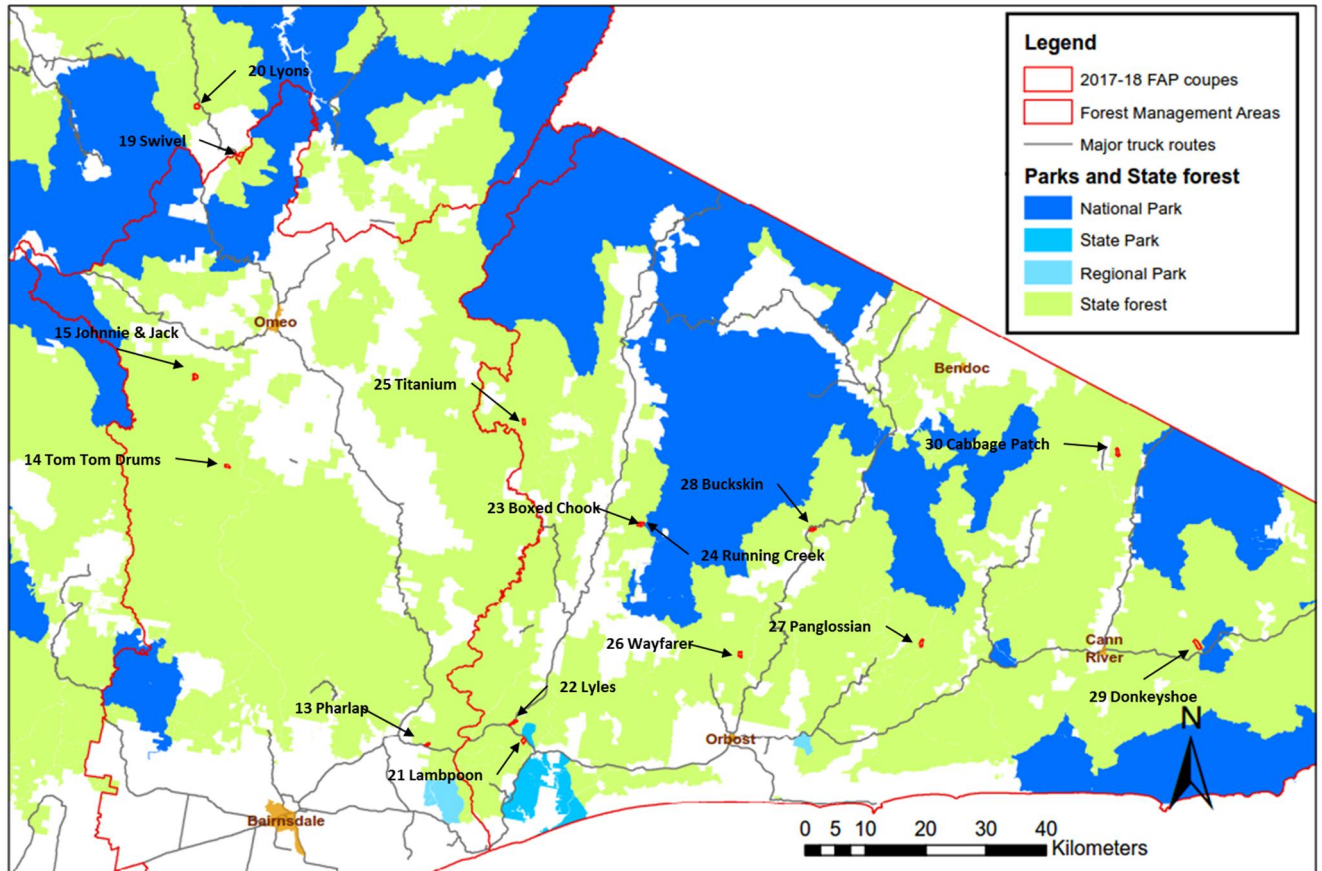 Legend
2017-18 FAP coupes
Forest Management Areas
Major truck routes
Parks and State forest
National Park
State Park
Regional Park
State forest
20 Lyons
19 Swivel
Omeo
15 Johnnie & Jack
25 Titanium
Bendoc
14 Tom Tom Drums
30 Cabbage Patch
28 Buckskin
23 Boxed Chook
24 Running Creek
27 Panglossian
26 Wayfarer
Cann
River
22 Lyles
29 Donkeyshoe
13 Pharlap
N
Orbost
21 Lambpoon
Bairnsdale
0 5 10 20 30 40
Kilometers